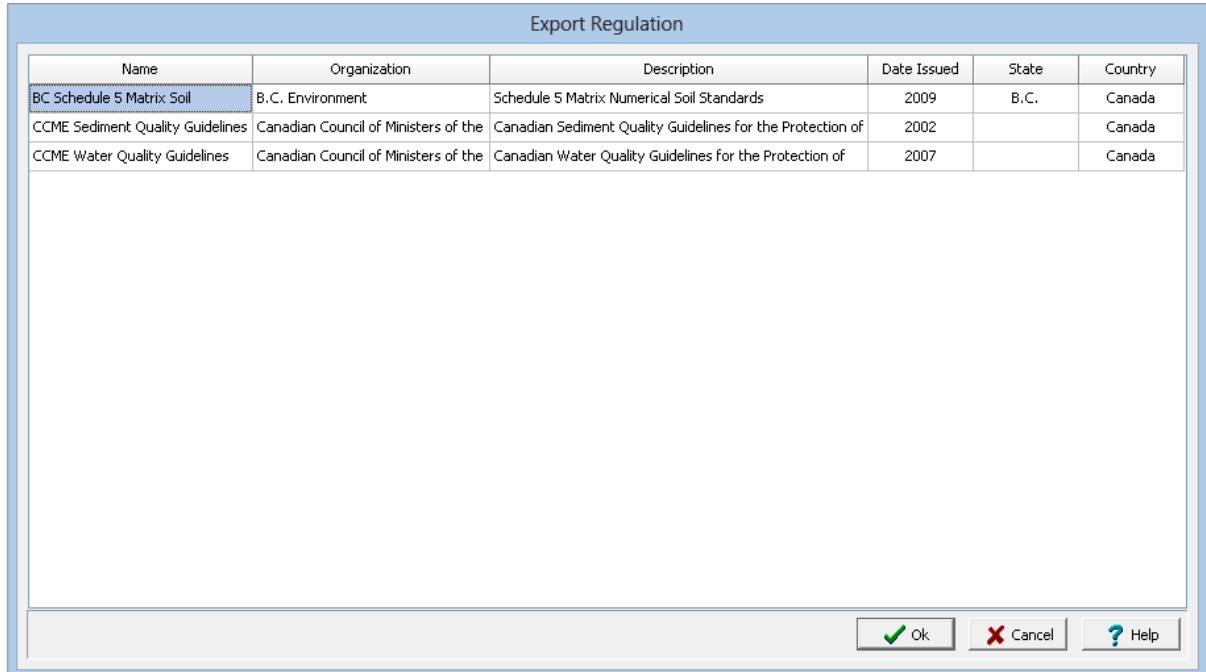 Export Regulation
Name Organization Description Date Issued State Country
BC Schedule 5 Matrix Soil B.C. Environment Schedule 5 Matrix Numerical Soil Standards 2009 B.C. Canada
CCME Sediment Quality Guidelines Canadian Council of Ministers of the Canadian Sediment Quality Guidelines for the Protection of 2002 Canada
CCME Water Quality Guidelines Canadian Council of Ministers of the Canadian Water Quality Guidelines for the Protection of 2007 Canada
Ok Cancel Help